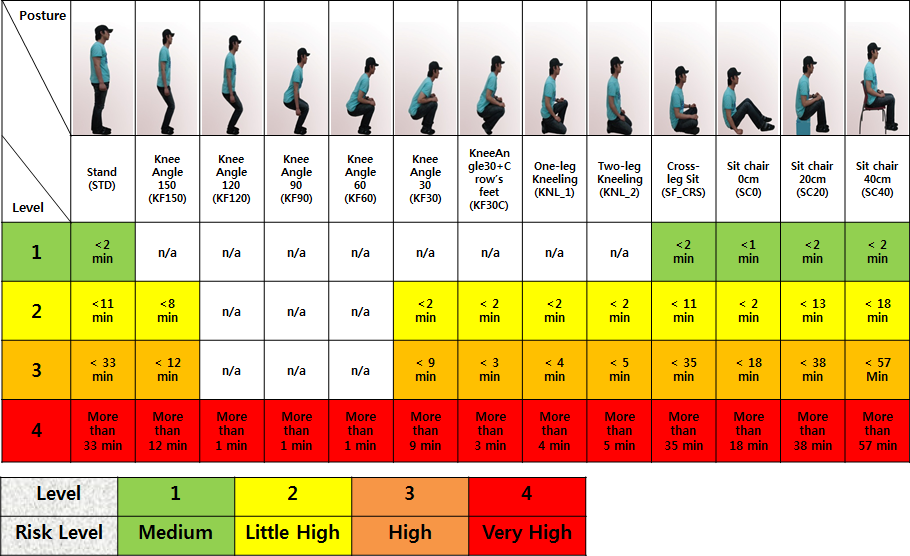 Posture
Level
Stand
(STD)
Knee
Angle
150
(KF150)
Knee
Angle
120
(KF120)
Knee
Angle
90
(KF90)
Knee
Angle
60
(KF60)
Knee
Angle
30
(KF30)
KneeAn
gle30+C
row's
feet
(KF30C)
One-leg
Kneeling
(KNL_1)
Two-leg
Kneeling
(KNL_2)
Cross-
leg Sit
(SF_CRS)
Sit chair
0cm
(SC0)
Sit chair
20cm
(SC20)
Sit chair
40cm
(SC40)
1
<2
min
n/a
n/a
n/a
n/a
n/a
n/a
n/a
n/a
<2
min
<1
min
<2
min
< 2
min
2
<11
min
<8
min
n/a
n/a
n/a
<2
min
< 2
min
<2
min
< 2
min
< 11
min
< 2
min
< 13
min
< 18
min
3
< 33
min
< 12
min
n/a
n/a
n/a
< 9
min
< 3
min
< 4
min
< 5
min
< 35
min
< 18
min
< 38
min
< 57
Min
4
More
than
33 min
More
than
12 min
More
than
1 min
More
than
1 min
More
than
1 min
More
than
9 min
More
than
3 min
More
than
4 min
More
than
5 min
More
than
35 min
More
than
18 min
More
than
38 min
More
than
57 min
Level 1 2 3 4
Risk Level Medium Little High High Very High